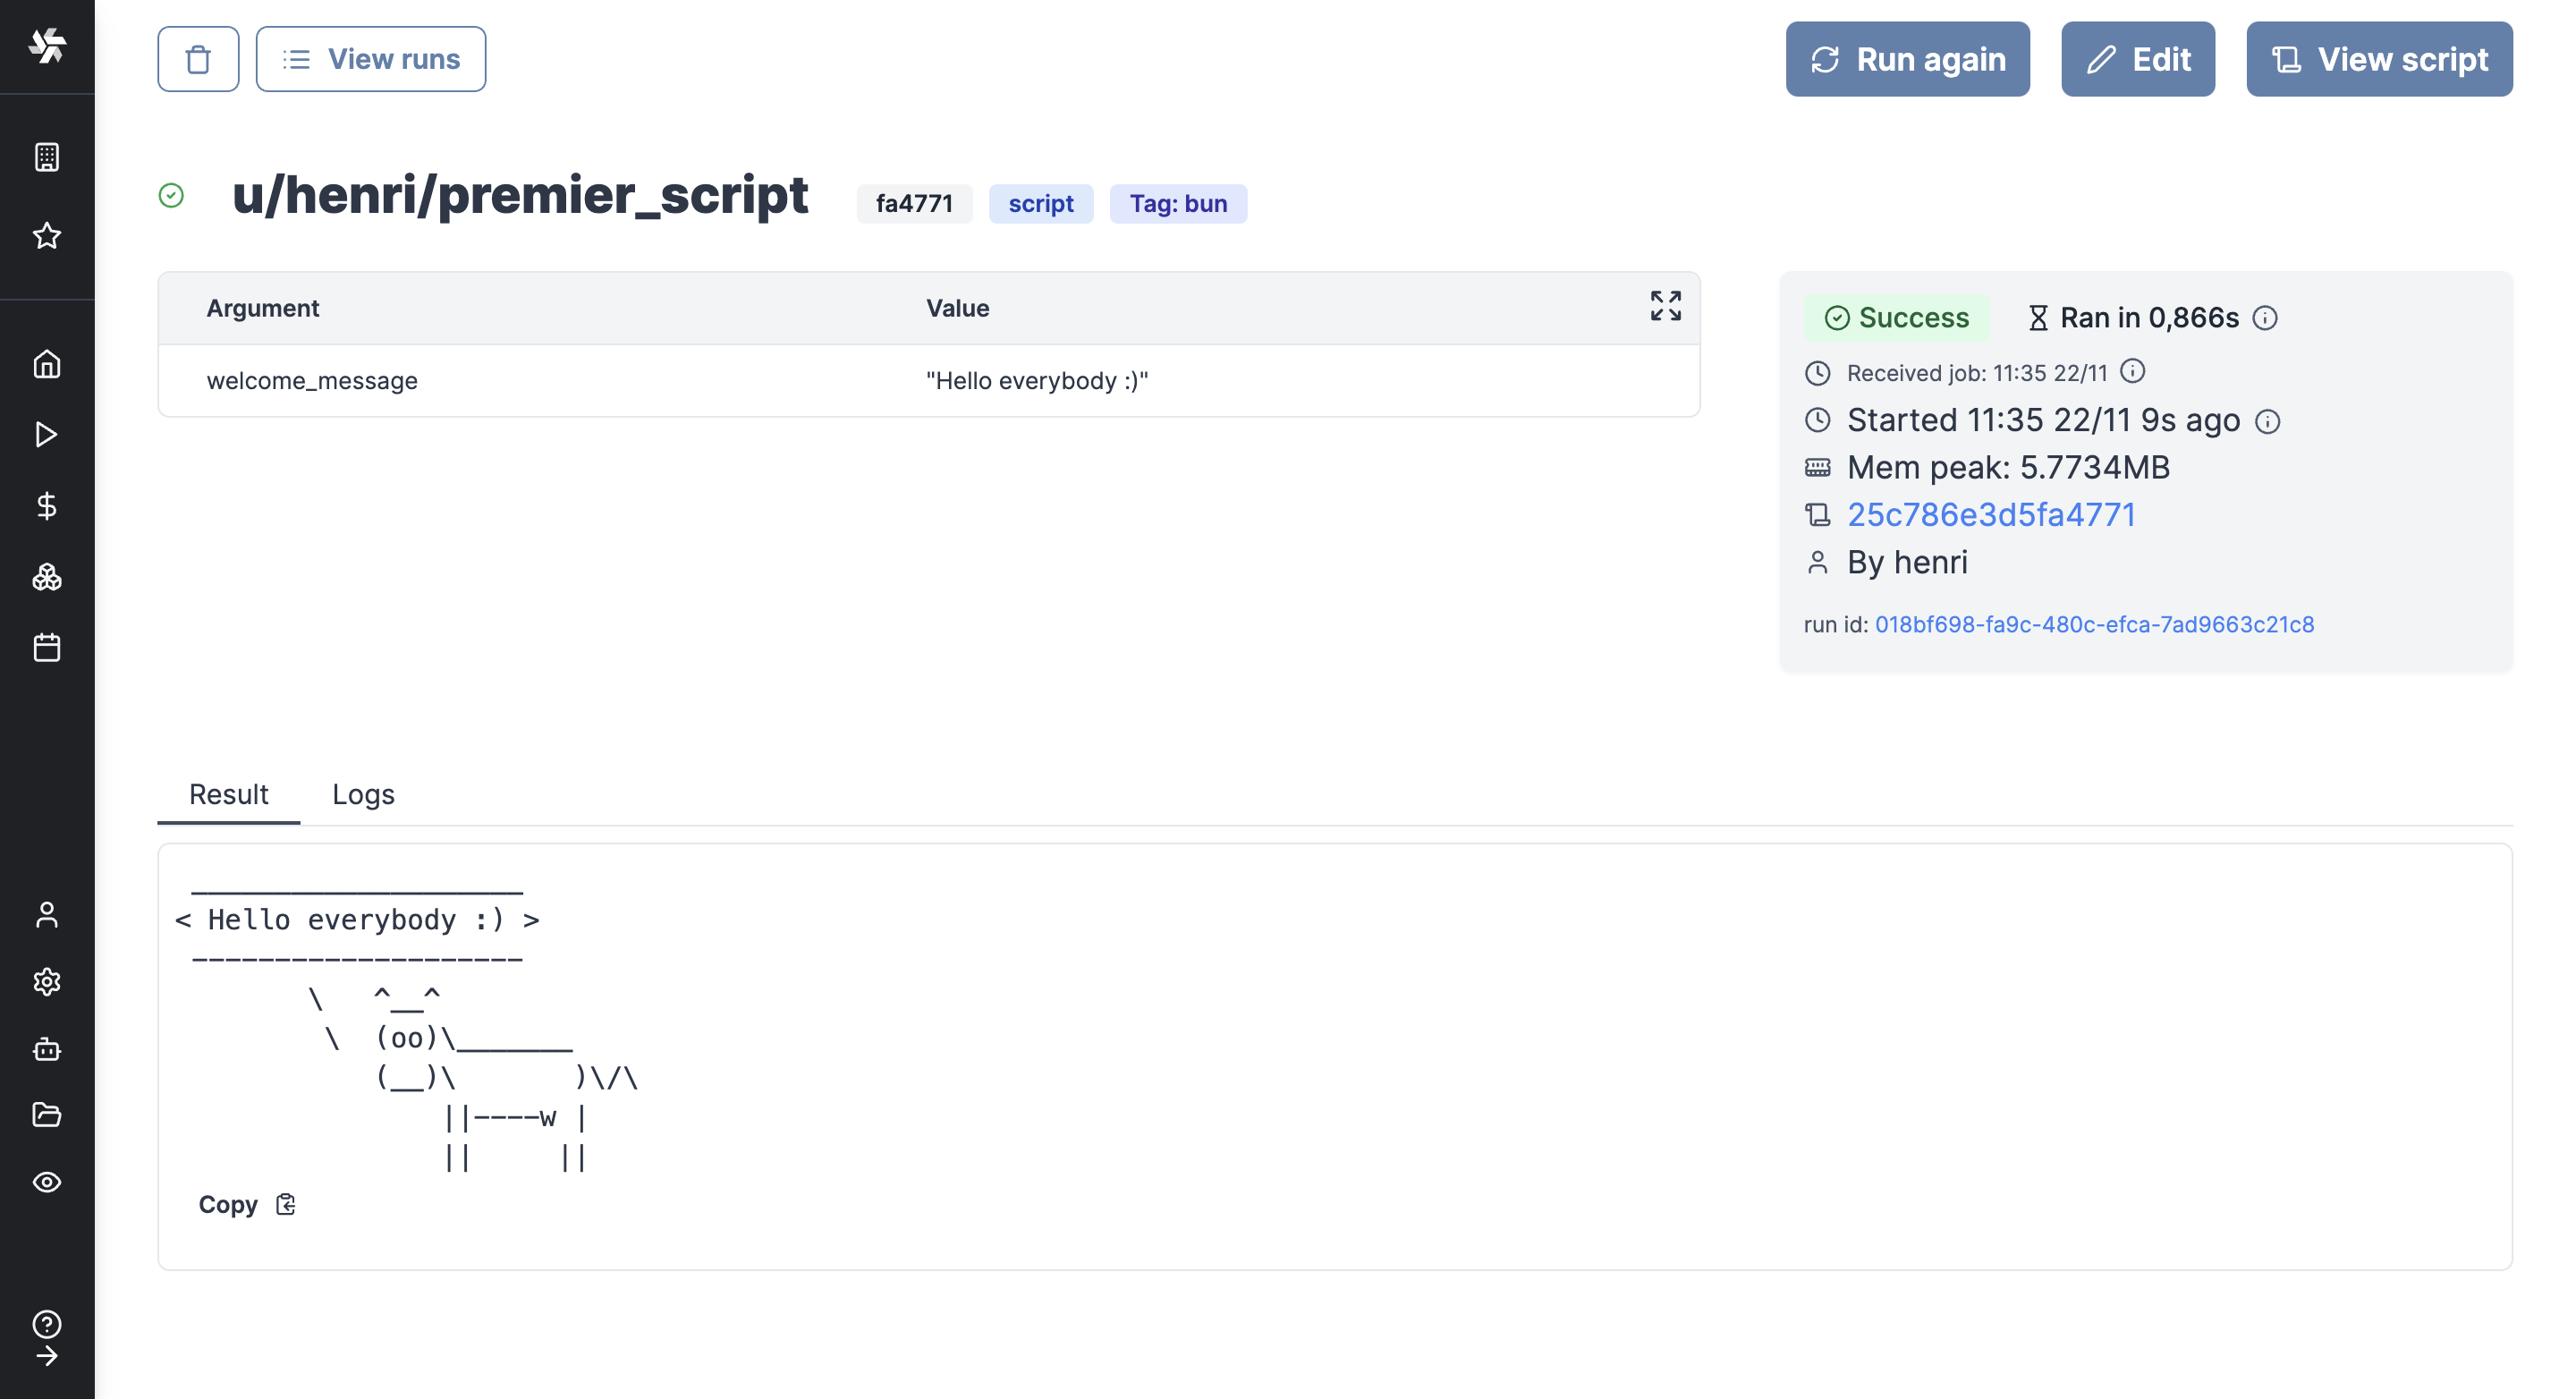 View runs
Run again
Edit
View script
u/henri/premier_script
fa4771
script
Tag: bun
Argument Value
welcome_message "Hello everybody :)"
Success
Ran in 0,866s
Received job: 11:35 22/11
Started 11:35 22/11 9s ago
Mem peak: 5.7734MB
25c786e3d5fa4771
By henri
run id: 018bf698-fa9c-480c-efca-7ad9663c21c8
Result Logs
 ____________________
< Hello everybody :) >
 --------------------
        \   ^__^
         \  (oo)\_______
            (__)\       )\/\
                ||----w |
                ||     ||
Copy